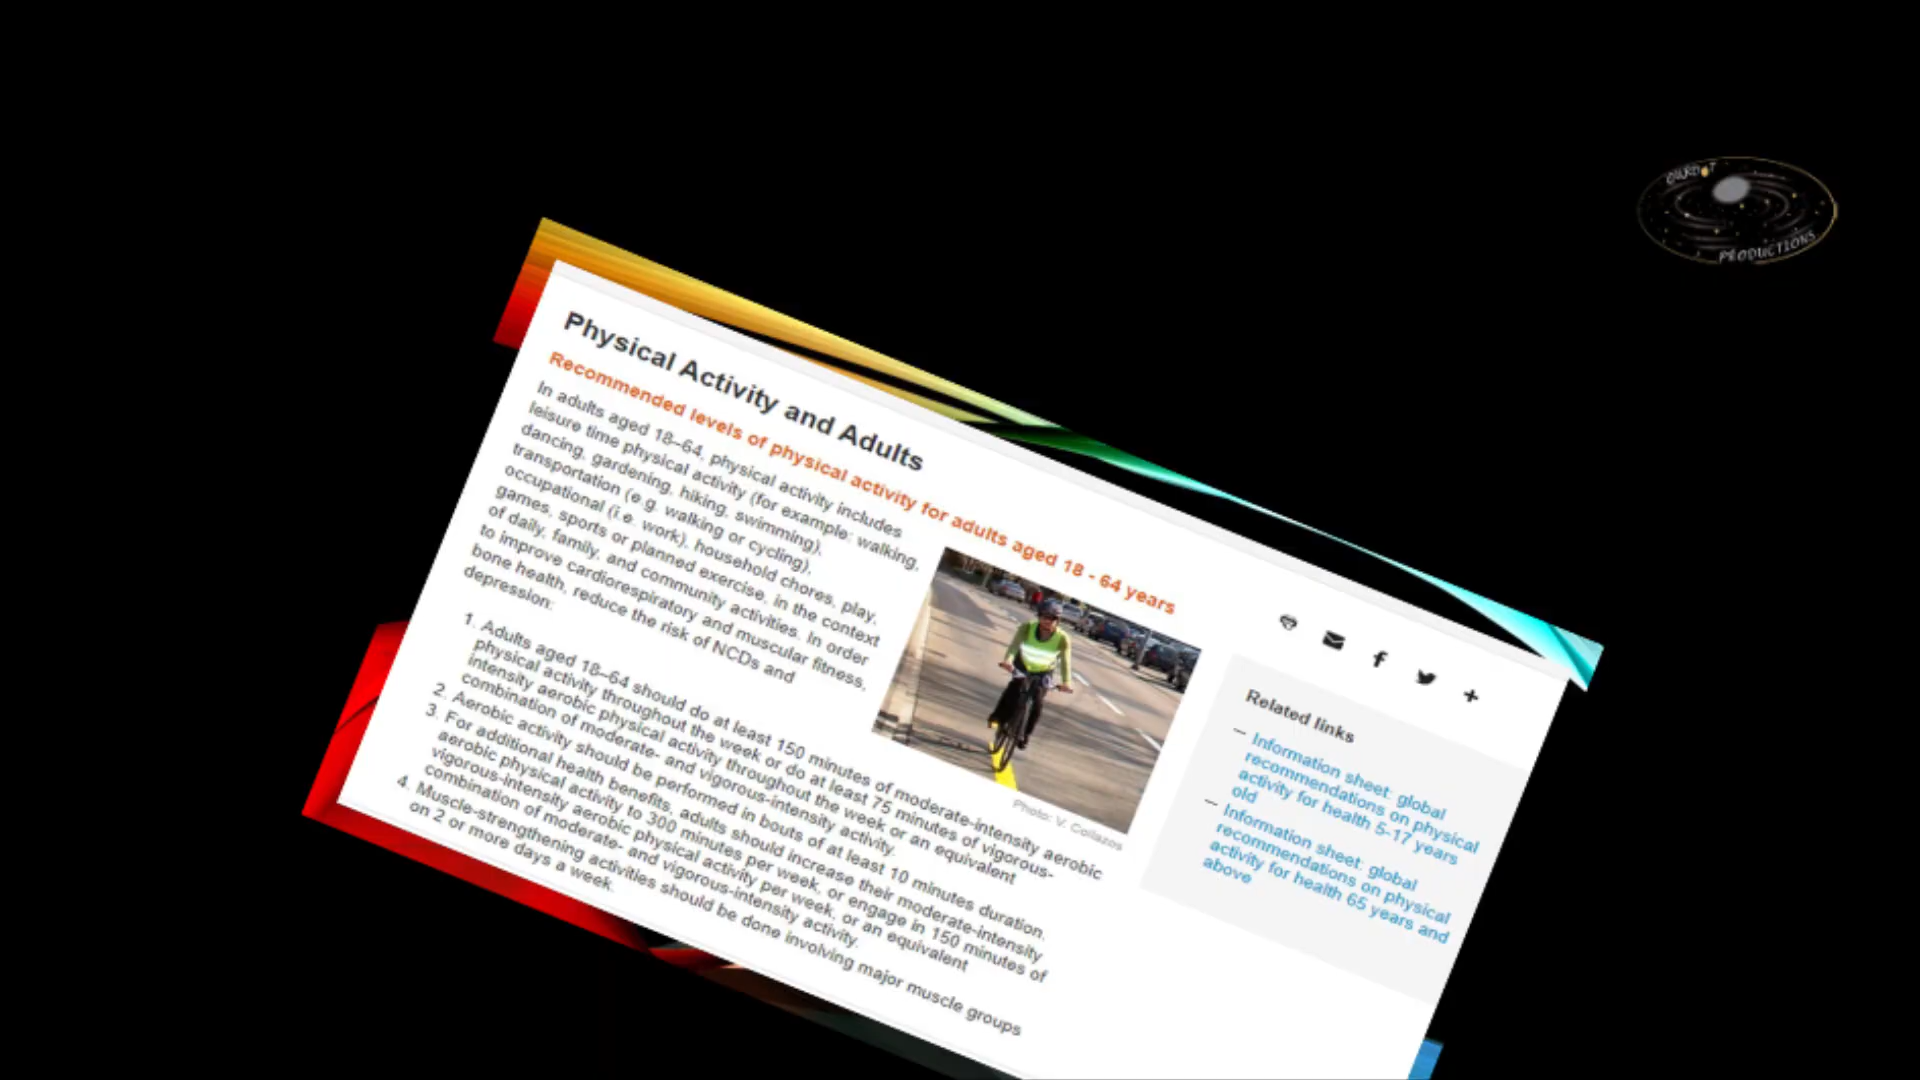 OURD T
PRODUCTIONS
Physical Activity and Adults
Recommended levels of physical activity for adults aged 18 - 64 years
In adults aged 18–64, physical activity includes
leisure time physical activity (for example: walking,
dancing, gardening, hiking, swimming),
transportation (e.g. walking or cycling),
occupational (i.e. work), household chores, play,
games, sports or planned exercise, in the context
of daily, family, and community activities. In order
to improve cardiorespiratory and muscular fitness,
bone health, reduce the risk of NCDs and
depression:
1. Adults aged 18–64 should do at least 150 minutes of moderate-intensity aerobic
physical activity throughout the week or do at least 75 minutes of vigorous-
intensity aerobic physical activity throughout the week or an equivalent
combination of moderate- and vigorous-intensity activity.
2. Aerobic activity should be performed in bouts of at least 10 minutes duration.
3. For additional health benefits, adults should increase their moderate-intensity
aerobic physical activity to 300 minutes per week, or engage in 150 minutes of
vigorous-intensity aerobic physical activity per week, or an equivalent
combination of moderate- and vigorous-intensity activity.
4. Muscle-strengthening activities should be done involving major muscle groups
on 2 or more days a week.
Photo: V. Collazos
Related links
— Information sheet: global
recommendations on physical
activity for health 5-17 years
old
— Information sheet: global
recommendations on physical
activity for health 65 years and
above